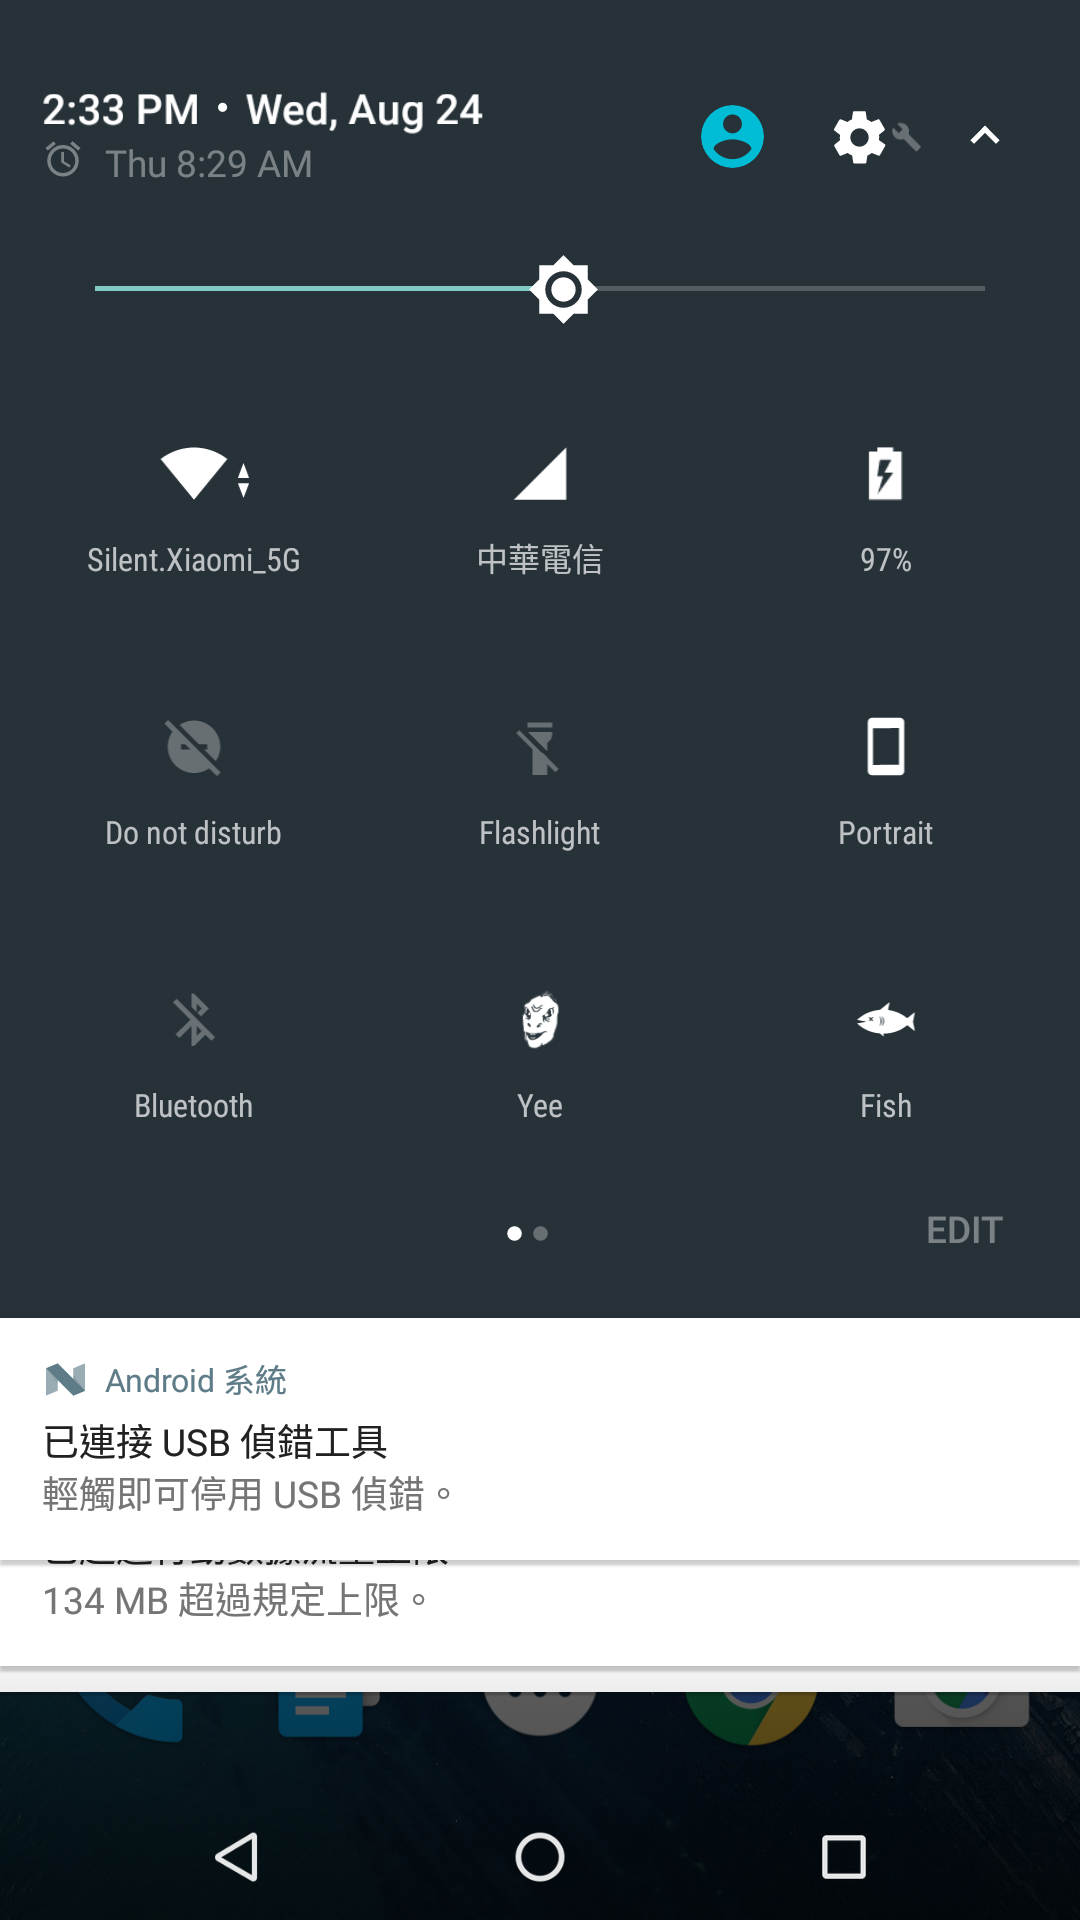 2:33 PM • Wed, Aug 24
Thu 8:29 AM
Silent.Xiaomi_5G
中華電信
97%
Do not disturb
Flashlight
Portrait
Bluetooth
Yee
Fish
EDIT
Android 系統
已連接 USB 偵錯工具
輕觸即可停用 USB 偵錯。
134 MB 超過規定上限。